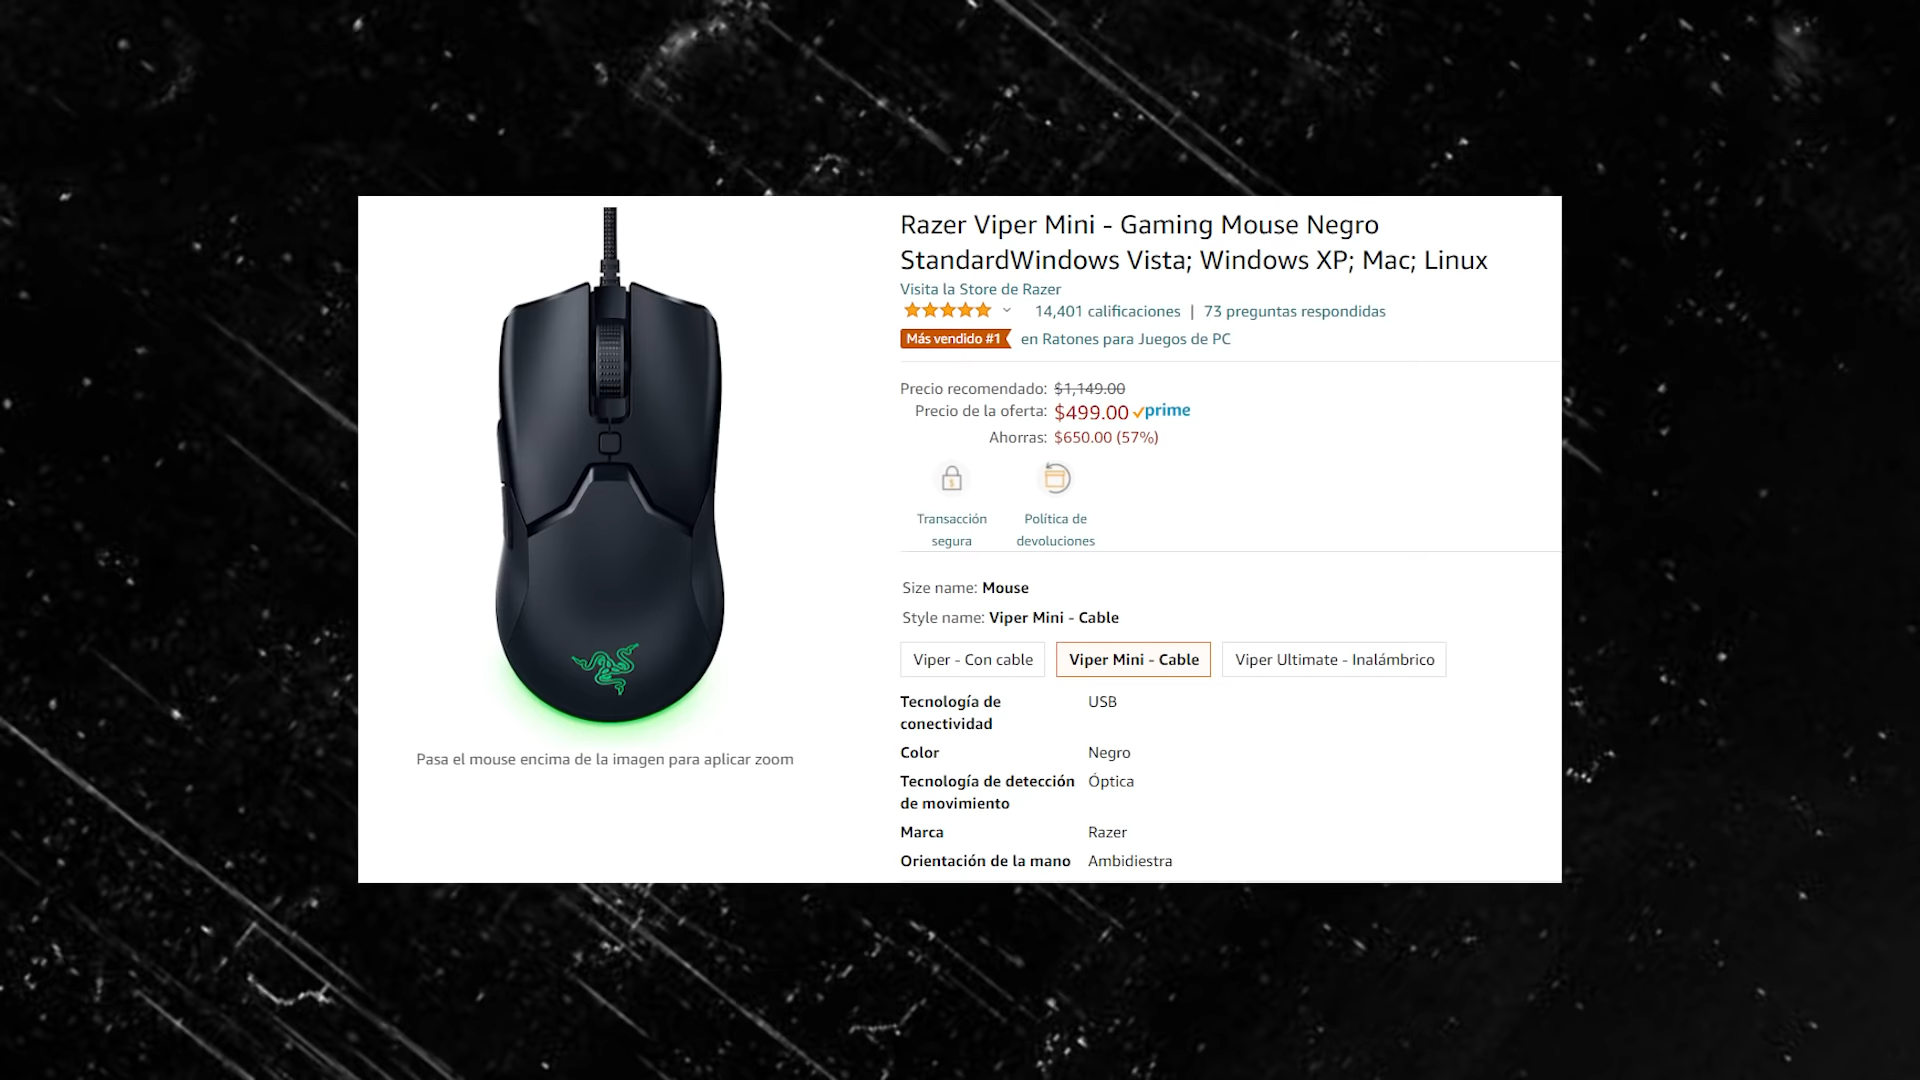 Razer Viper Mini - Gaming Mouse Negro
StandardWindows Vista; Windows XP; Mac; Linux
Visita la Store de Razer
14,401 calificaciones | 73 preguntas respondidas
Más vendido #1 en Ratones para Juegos de PC
Precio recomendado: $1,149.00
Precio de la oferta: $499.00 prime
Ahorras: $650.00 (57%)
Transacción segura
Política de devoluciones
Size name: Mouse
Style name: Viper Mini - Cable
Viper - Con cable
Viper Mini - Cable
Viper Ultimate - Inalámbrico
Tecnología de conectividad USB
Color Negro
Tecnología de detección de movimiento Óptica
Marca Razer
Orientación de la mano Ambidiestra
Pasa el mouse encima de la imagen para aplicar zoom